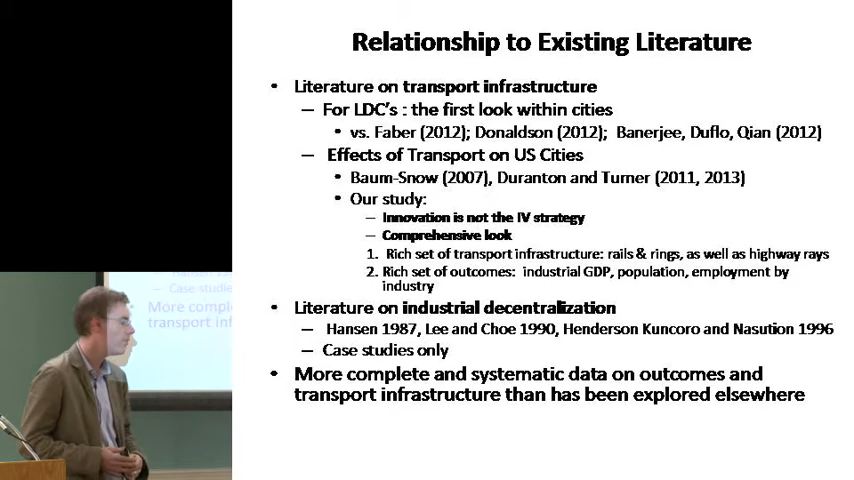 Relationship to Existing Literature
• Literature on transport infrastructure
– For LDC's : the first look within cities
• vs. Faber (2012); Donaldson (2012); Banerjee, Duflo, Qian (2012)
– Effects of Transport on US Cities
• Baum-Snow (2007), Duranton and Turner (2011, 2013)
• Our study:
– Innovation is not the IV strategy
– Comprehensive look
1. Rich set of transport infrastructure: rails & rings, as well as highway rays
2. Rich set of outcomes: industrial GDP, population, employment by
industry
• Literature on industrial decentralization
– Hansen 1987, Lee and Choe 1990, Henderson Kuncoro and Nasution 1996
– Case studies only
• More complete and systematic data on outcomes and
transport infrastructure than has been explored elsewhere
Case studies
• More comple
transport inf